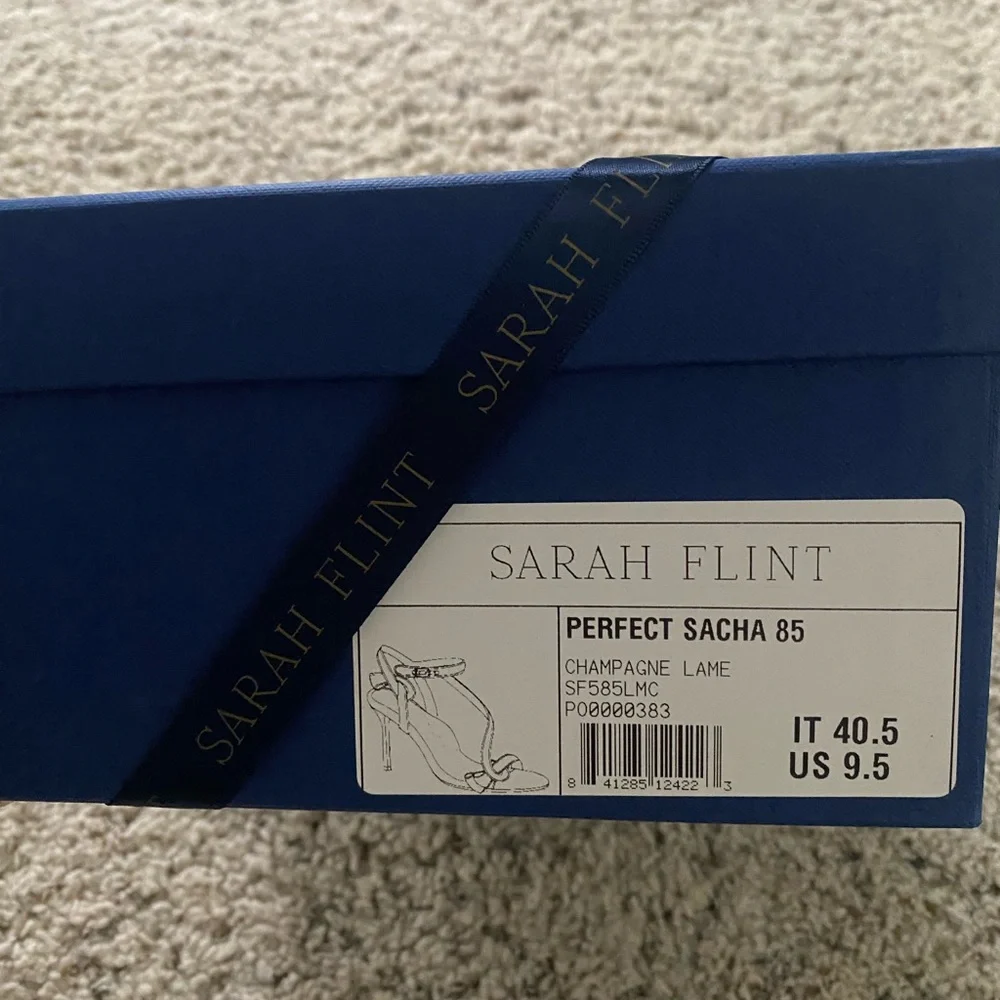 SARAH FLINT
SARAH FLINT
SARAH FLINT
PERFECT SACHA 85
CHAMPAGNE LAME
SF585LMC
PO0000383
IT 40.5
US 9.5
8 41285 12422 3